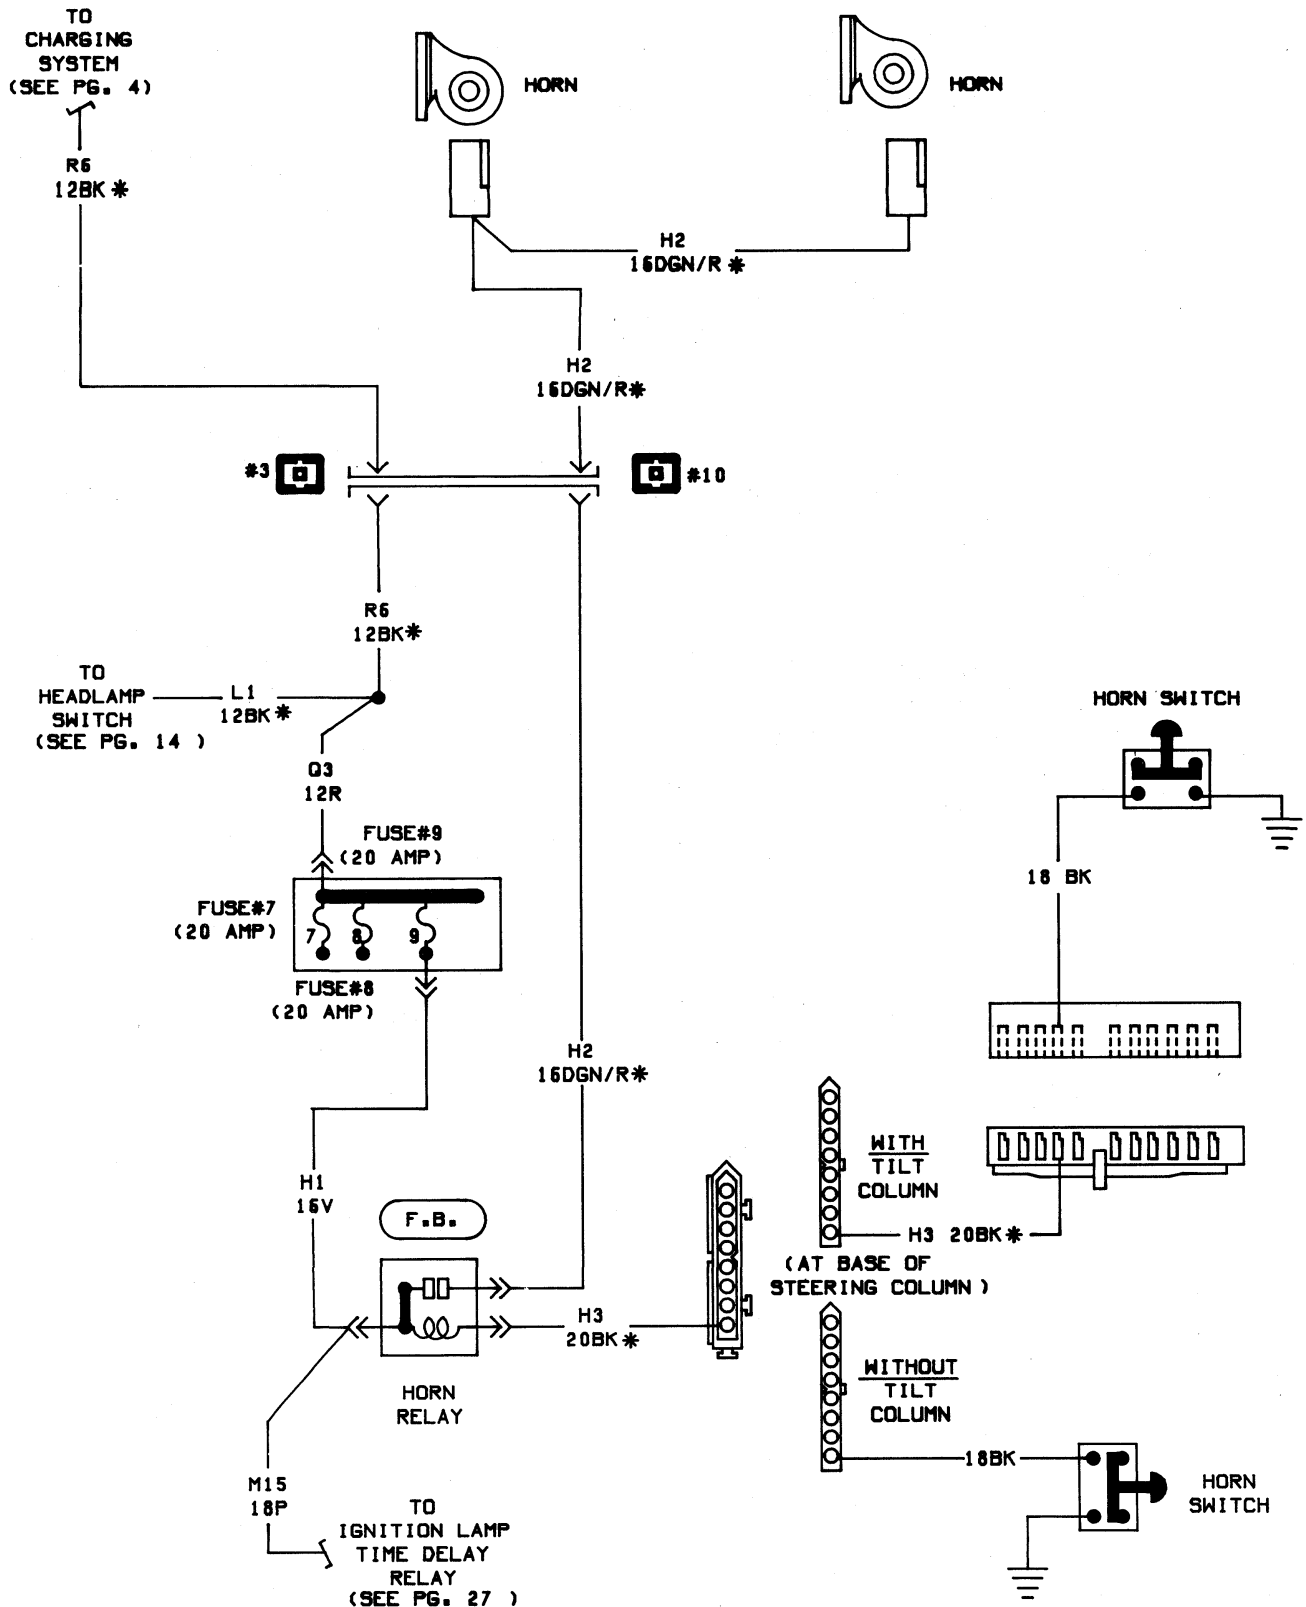 TO
CHARGING
SYSTEM
(SEE PG. 4)
HORN
HORN
R6
12BK*
H2
16DGN/R*
H2
16DGN/R*
#3
#10
R6
12BK*
TO
HEADLAMP
SWITCH
(SEE PG. 14 )
L1
12BK*
HORN SWITCH
Q3
12R
FUSE#9
(20 AMP)
18 BK
FUSE#7
(20 AMP)
7
8
9
FUSE#8
(20 AMP)
H2
16DGN/R*
WITH
TILT
COLUMN
H1
16V
F.B.
H3 20BK*
(AT BASE OF
STEERING COLUMN)
H3
20BK*
WITHOUT
TILT
COLUMN
HORN
RELAY
18BK
HORN
SWITCH
M15
18P
TO
IGNITION LAMP
TIME DELAY
RELAY
(SEE PG. 27 )